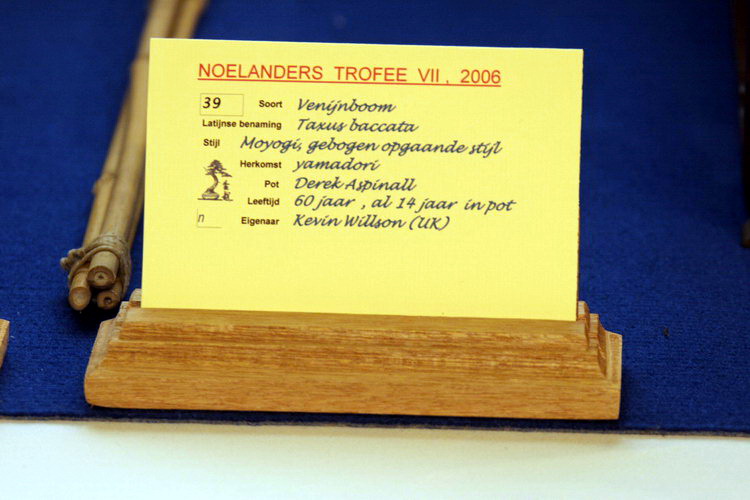 NOELANDERS TROFEE VII, 2006
39 Soort Venijnboom
Latijnse benaming Taxus baccata
Stijl Moyogi, gebogen opgaande stijl
Herkomst yamadori
Pot Derek Aspinall
Leeftijd 60 jaar , al 14 jaar in pot
n Eigenaar Kevin Willson (UK)